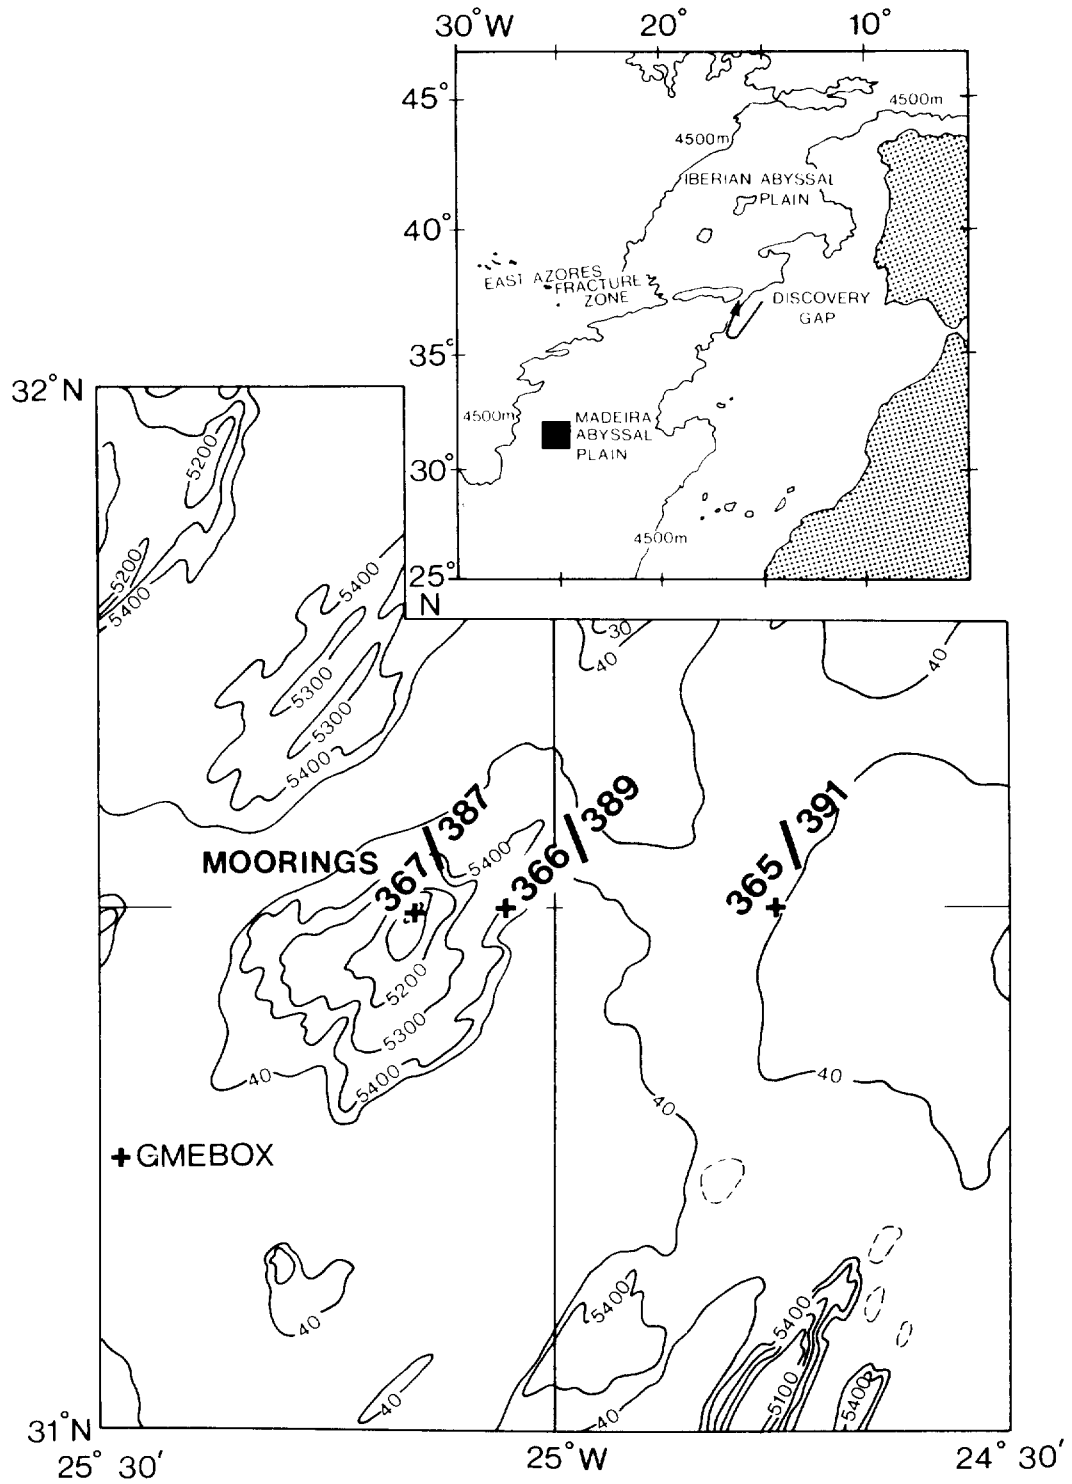 30°W 20° 10°
45°
4500m
4500m
IBERIAN ABYSSAL
PLAIN
40°
EAST AZORES
FRACTURE
ZONE
DISCOVERY
GAP
35°
32°N
4500m
MADEIRA
ABYSSAL
PLAIN
5200
30°
4500m
5200
5400
5400
25°
N
30
40
40
5300
5300
5400
367/387
366/389
365/391
MOORINGS
5400
5200
5300
40
5400
40
40
GMEBOX
40
5400
5400
40
5100
5400
40
31°N
25° 30′ 25°W 24° 30′